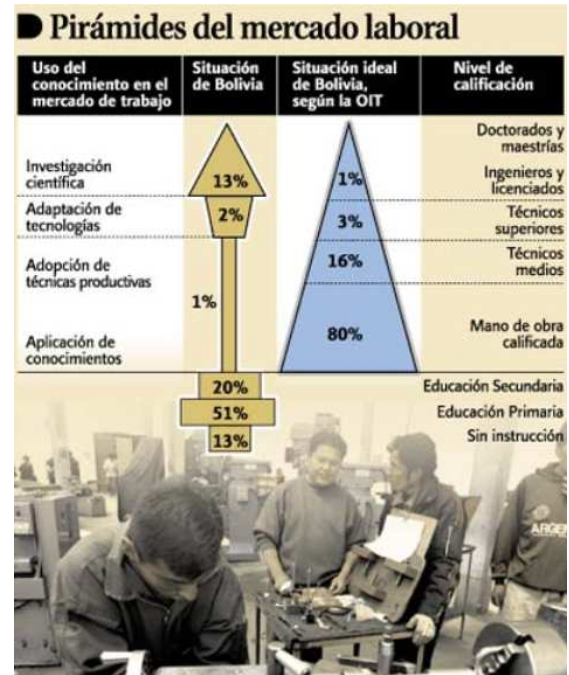 Pirámides del mercado laboral
Uso del
conocimiento en el
mercado de trabajo
Situación
de Bolivia
Situación ideal
de Bolivia,
según la OIT
Nivel de
calificación
Investigación
científica
13%
1%
Doctorados y
maestrías
Ingenieros y
licenciados
Adaptación de
tecnologías
2%
3%
Técnicos
superiores
Adopción de
técnicas productivas
1%
16%
Técnicos
medios
Aplicación de
conocimientos
80%
Mano de obra
calificada
20%
Educación Secundaria
51%
Educación Primaria
13%
Sin instrucción
ARGEN